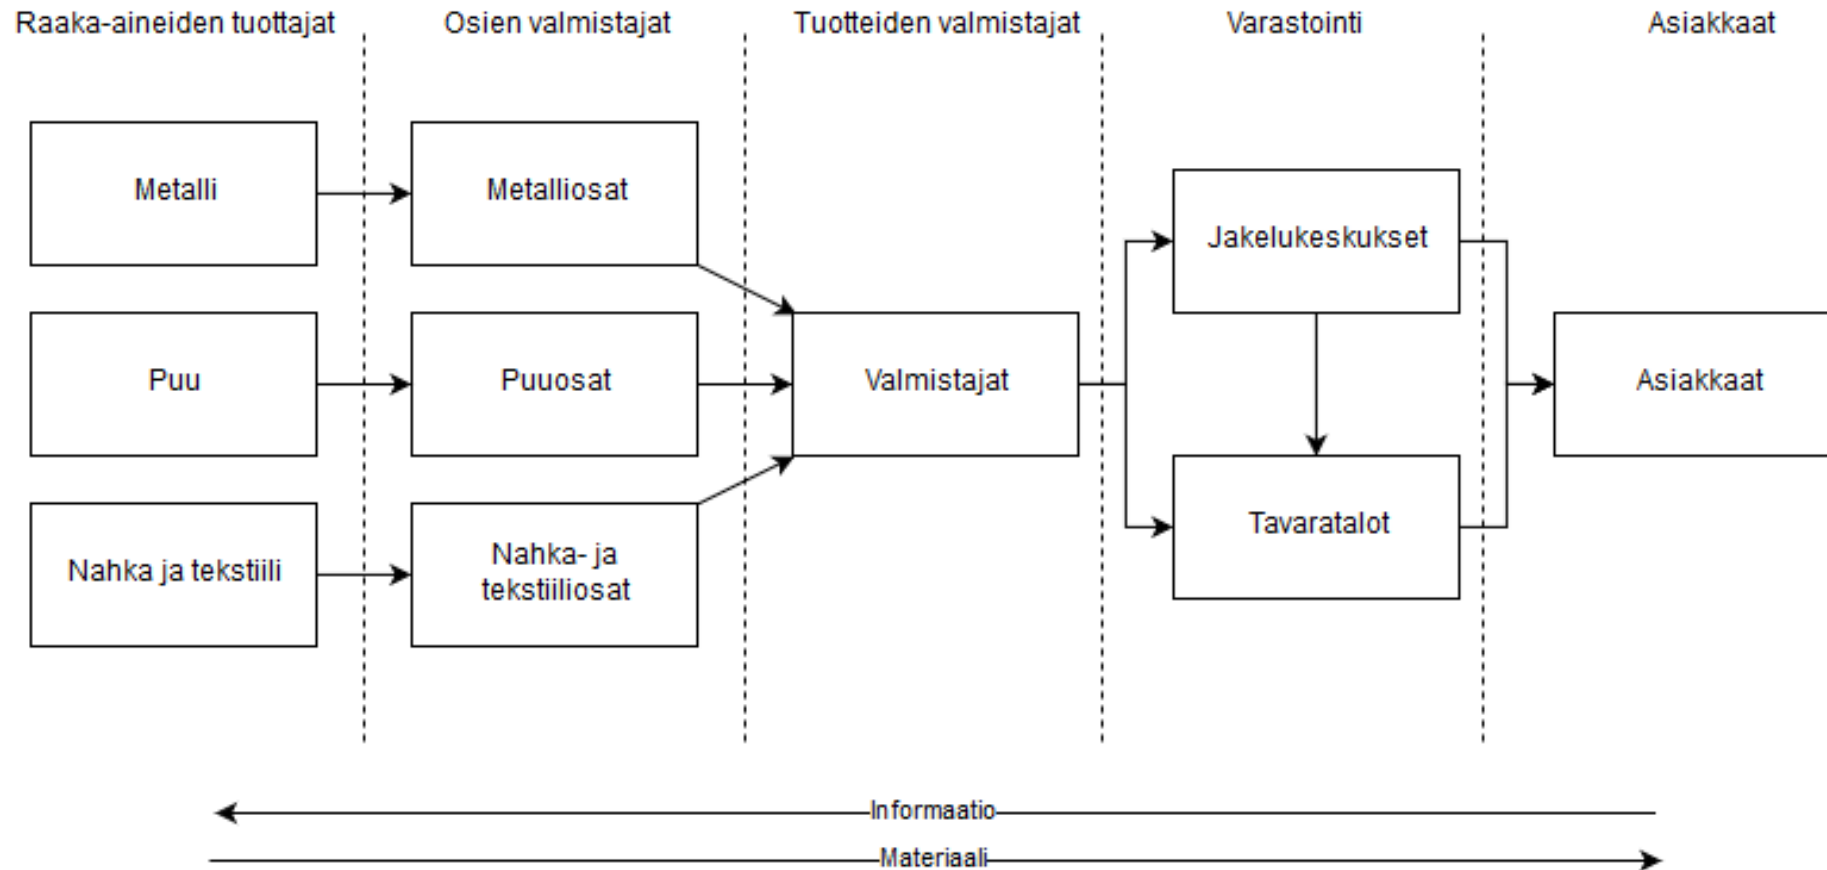 Raaka-aineiden tuottajat
Osien valmistajat
Tuotteiden valmistajat
Varastointi
Asiakkaat
Metalli
Metalliosat
Jakelukeskukset
Puu
Puuosat
Valmistajat
Asiakkaat
Tavaratalot
Nahka ja tekstiili
Nahka- ja
tekstiiliosat
Informaatio
Materiaali